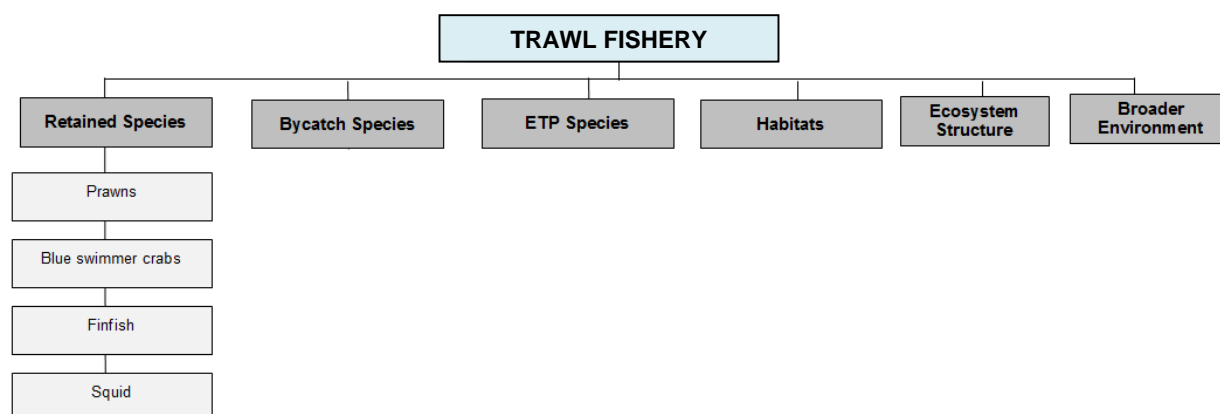 TRAWL FISHERY
Retained Species
Bycatch Species
ETP Species
Habitats
Ecosystem
Structure
Broader
Environment
Prawns
Blue swimmer crabs
Finfish
Squid